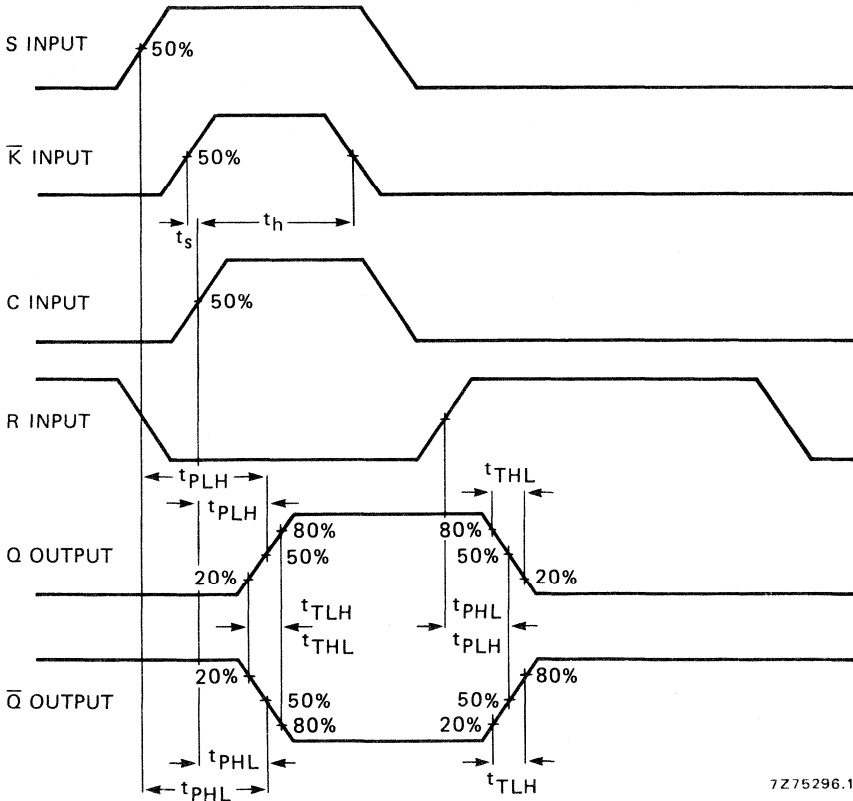 S INPUT
50%
K̅ INPUT
50%
tₛ
tₕ
C INPUT
50%
R INPUT
tPLH
tTHL
tPLH
80%
80%
Q OUTPUT
50%
50%
20%
20%
tTLH
tPHL
tTHL
tPLH
20%
80%
Q̅ OUTPUT
50%
50%
80%
20%
tPHL
tTLH
tPHL
7Z75296.1